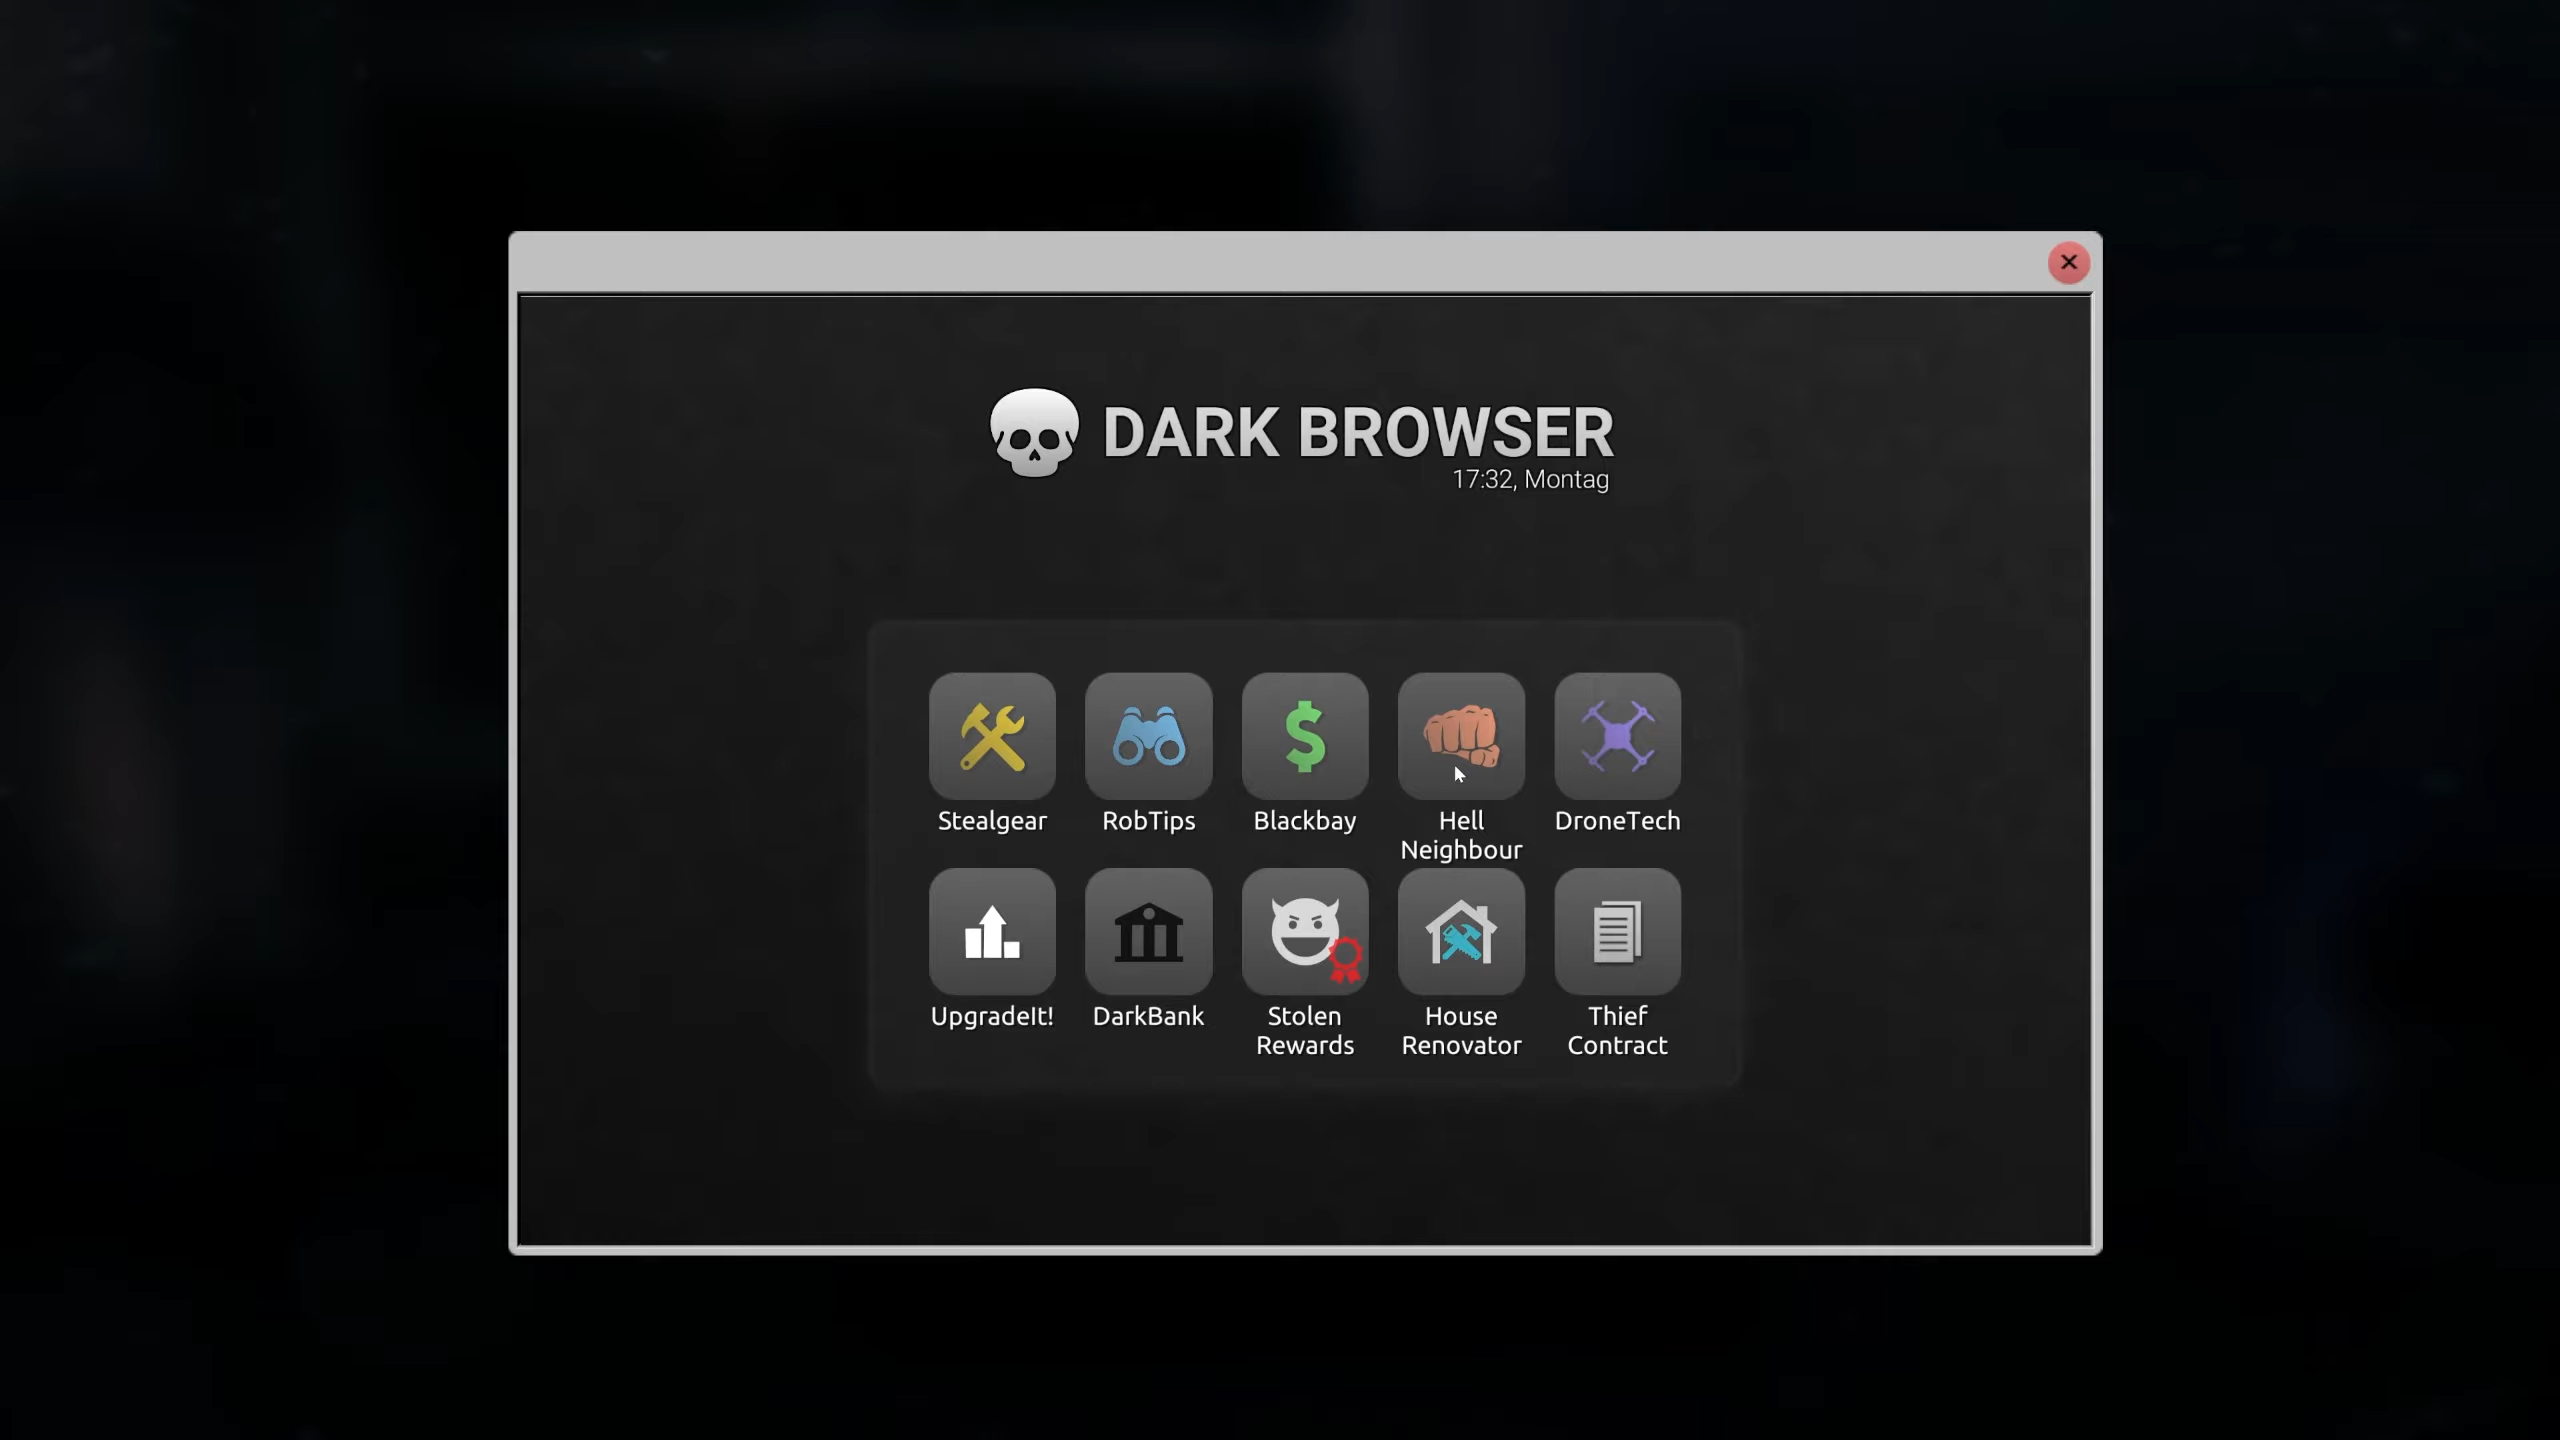 DARK BROWSER
17:32, Montag
Stealgear
RobTips
Blackbay
Hell
Neighbour
DroneTech
UpgradeIt!
DarkBank
Stolen
Rewards
House
Renovator
Thief
Contract